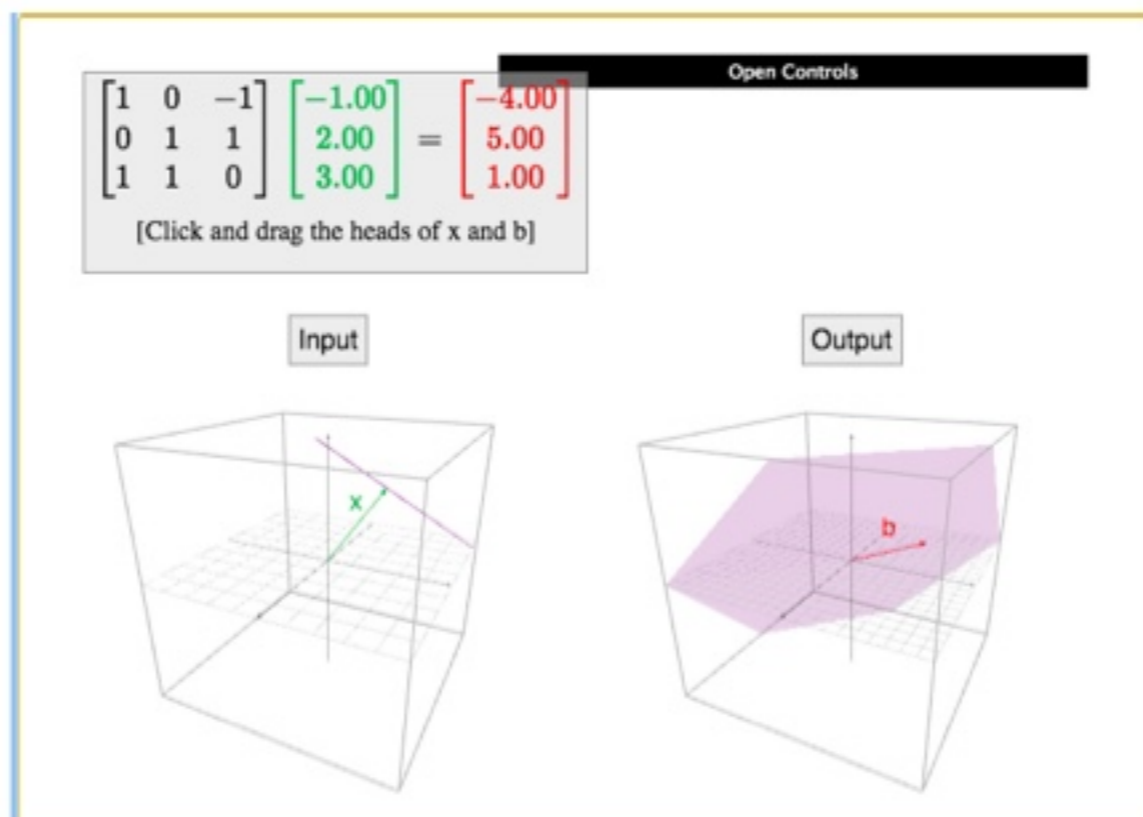 Open Controls
[1 0 −1] [−1.00] [−4.00]
[0 1 1] [2.00] = [5.00]
[1 1 0] [3.00] [1.00]
[Click and drag the heads of x and b]
Input
Output
x
b